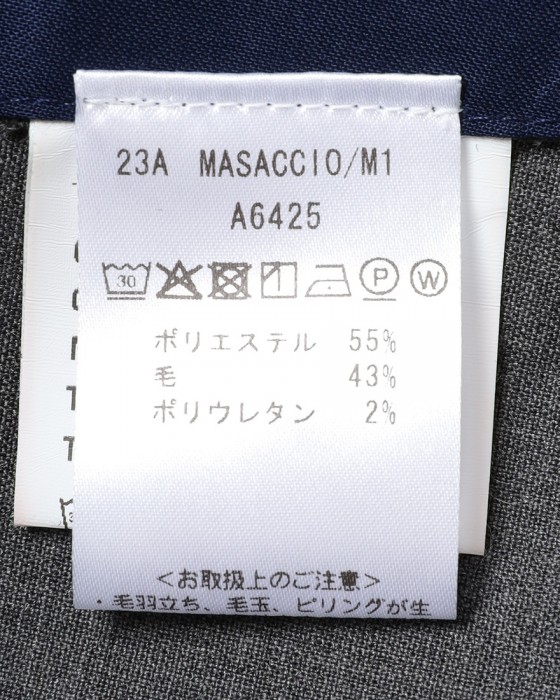 23A MASACCIO/M1
A6425
30 P W
ポリエステル 55%
毛 43%
ポリウレタン 2%
<お取扱上のご注意>
・毛羽立ち、毛玉、ピリングが生